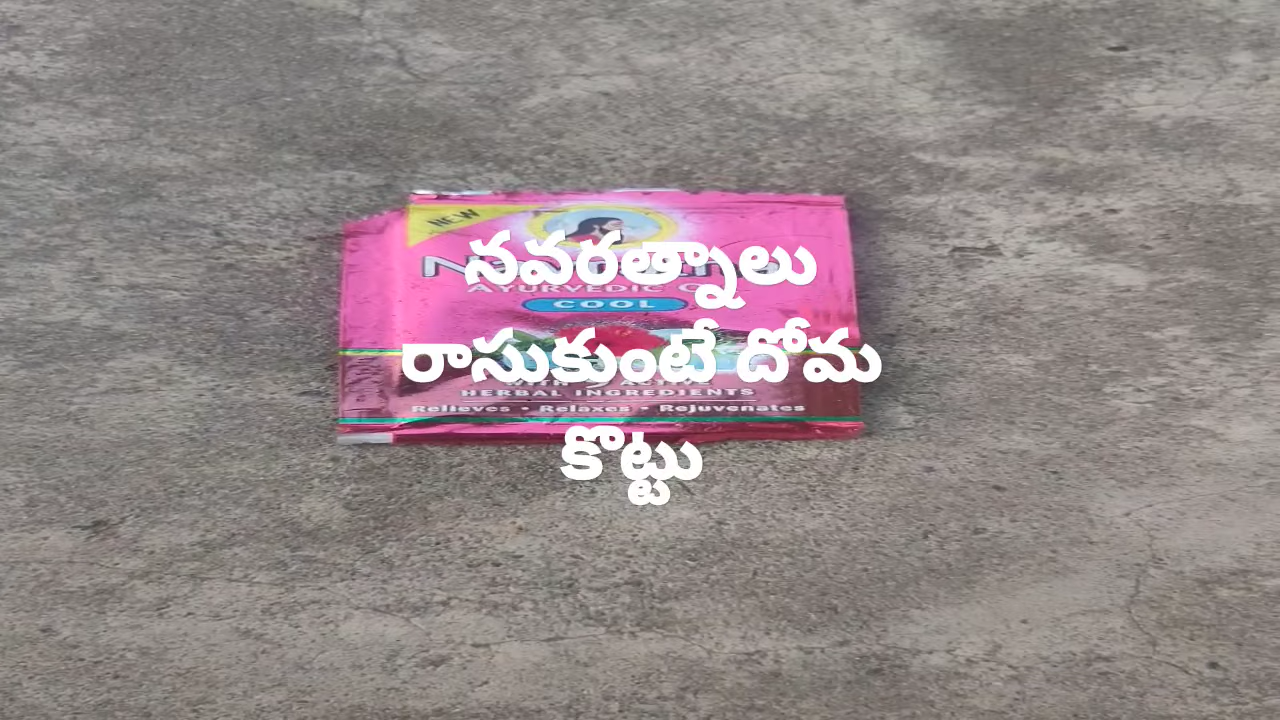 NEW
నవరత్నాలు
AYURVEDIC
COOL
రాసుకుంటే దోమ
HERBAL INGREDIENTS
Relieves • Relaxes • Rejuvenates
కొట్టు